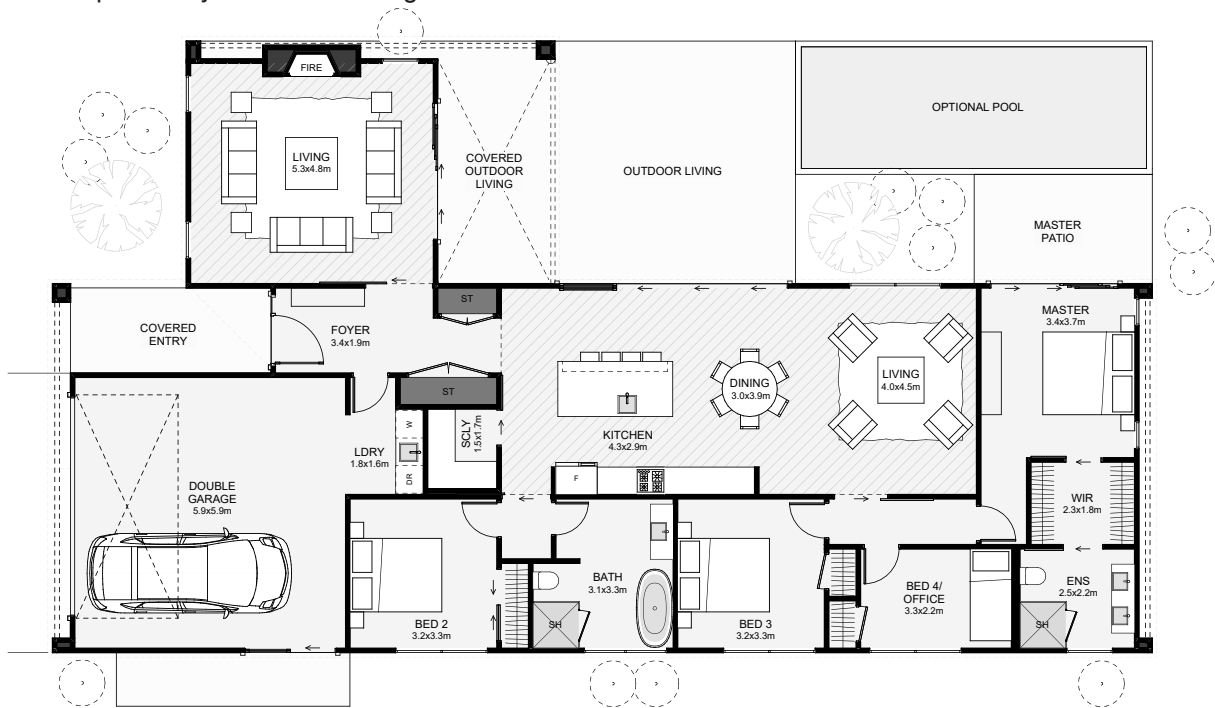 FIRE
OPTIONAL POOL
LIVING
5.3x4.8m
COVERED
OUTDOOR
LIVING
OUTDOOR LIVING
MASTER
PATIO
ST
COVERED
ENTRY
FOYER
3.4x1.9m
MASTER
3.4x3.7m
LIVING
4.0x4.5m
DINING
3.0x3.9m
ST
W
SCLY
1.5x1.7m
KITCHEN
4.3x2.9m
LDRY
1.8x1.6m
DR
F
DOUBLE
GARAGE
5.9x5.9m
WIR
2.3x1.8m
BATH
3.1x3.3m
BED 4/
OFFICE
3.3x2.2m
ENS
2.5x2.2m
BED 2
3.2x3.3m
SH
BED 3
3.2x3.3m
SH